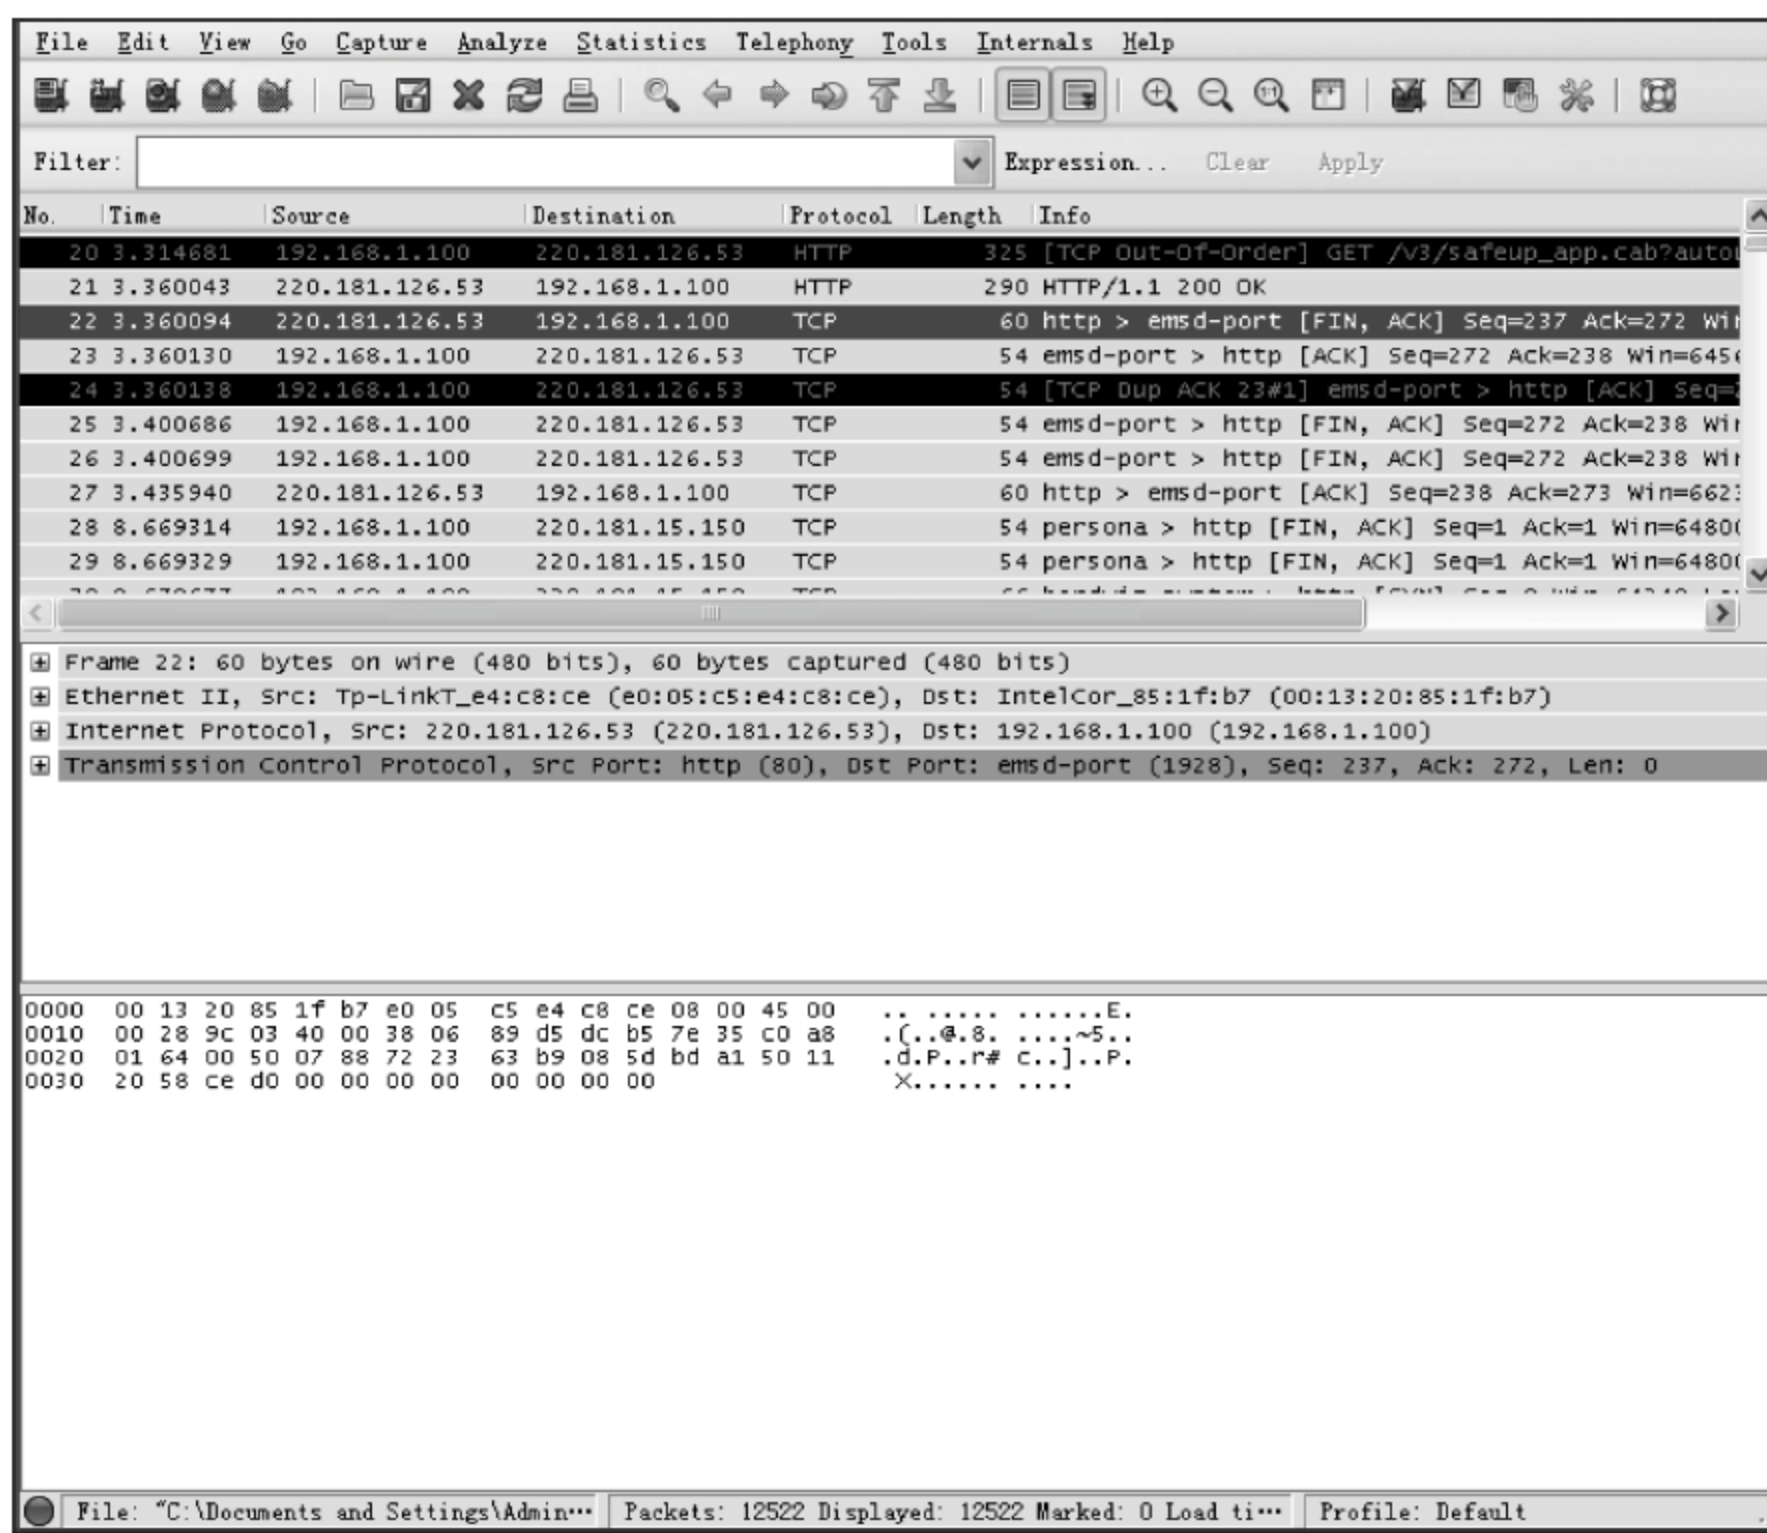 File Edit View Go Capture Analyze Statistics Telephony Tools Internals Help
Filter: Expression... Clear Apply
No. Time Source Destination Protocol Length Info
20 3.314681 192.168.1.100 220.181.126.53 HTTP 325 [TCP Out-Of-Order] GET /v3/safeup_app.cab?autou
21 3.360043 220.181.126.53 192.168.1.100 HTTP 290 HTTP/1.1 200 OK
22 3.360094 220.181.126.53 192.168.1.100 TCP 60 http > emsd-port [FIN, ACK] Seq=237 Ack=272 Win
23 3.360130 192.168.1.100 220.181.126.53 TCP 54 emsd-port > http [ACK] Seq=272 Ack=238 Win=6456
24 3.360138 192.168.1.100 220.181.126.53 TCP 54 [TCP Dup ACK 23#1] emsd-port > http [ACK] Seq=2
25 3.400686 192.168.1.100 220.181.126.53 TCP 54 emsd-port > http [FIN, ACK] Seq=272 Ack=238 Win
26 3.400699 192.168.1.100 220.181.126.53 TCP 54 emsd-port > http [FIN, ACK] Seq=272 Ack=238 Win
27 3.435940 220.181.126.53 192.168.1.100 TCP 60 http > emsd-port [ACK] Seq=238 Ack=273 Win=6623
28 8.669314 192.168.1.100 220.181.15.150 TCP 54 persona > http [FIN, ACK] Seq=1 Ack=1 Win=64800
29 8.669329 192.168.1.100 220.181.15.150 TCP 54 persona > http [FIN, ACK] Seq=1 Ack=1 Win=64800
Frame 22: 60 bytes on wire (480 bits), 60 bytes captured (480 bits)
Ethernet II, Src: Tp-LinkT_e4:c8:ce (e0:05:c5:e4:c8:ce), Dst: IntelCor_85:1f:b7 (00:13:20:85:1f:b7)
Internet Protocol, Src: 220.181.126.53 (220.181.126.53), Dst: 192.168.1.100 (192.168.1.100)
Transmission Control Protocol, Src Port: http (80), Dst Port: emsd-port (1928), Seq: 237, Ack: 272, Len: 0
0000 00 13 20 85 1f b7 e0 05 c5 e4 c8 ce 08 00 45 00 .. ..... ......E.
0010 00 28 9c 03 40 00 38 06 89 d5 dc b5 7e 35 c0 a8 .(..@.8. ....~5..
0020 01 64 00 50 07 88 72 23 63 b9 08 5d bd a1 50 11 .d.P..r# c..]..P.
0030 20 58 ce d0 00 00 00 00 00 00 00 00 X...... ....
File: "C:\Documents and Settings\Admin… Packets: 12522 Displayed: 12522 Marked: 0 Load ti… Profile: Default